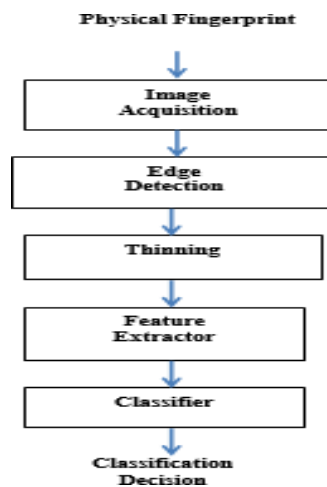 Physical Fingerprint
Image
Acquisition
Edge
Detection
Thinning
Feature
Extractor
Classifier
Classification
Decision